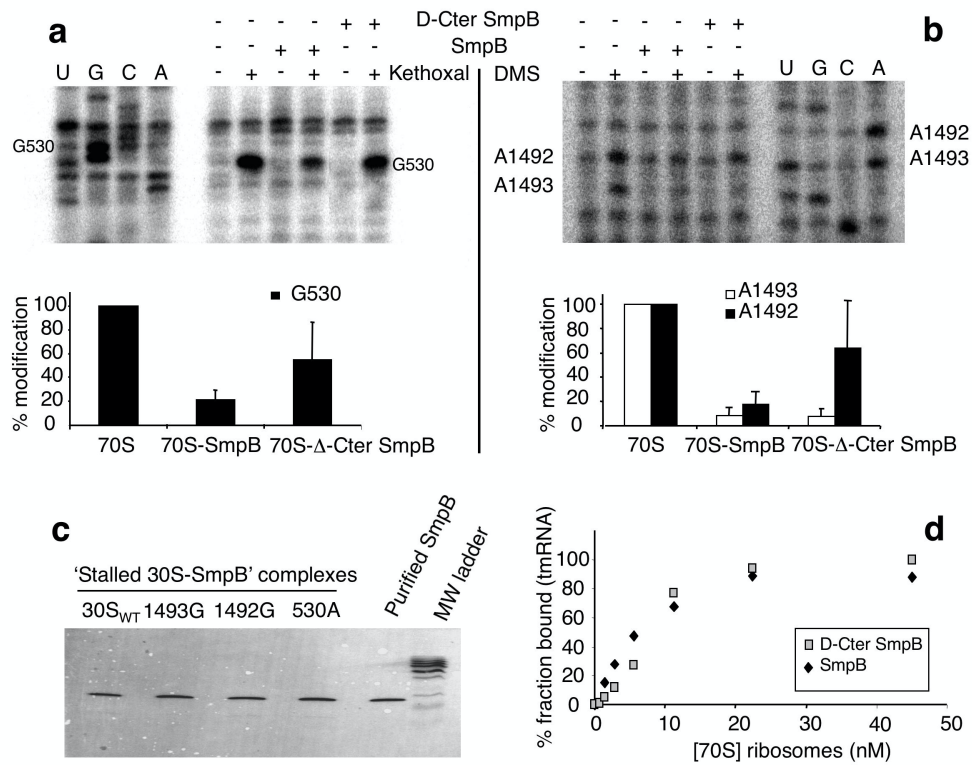 a
- - - - + + D-Cter SmpB - - - - + +
b
- - + + - - SmpB - - + + - -
U G C A
- + - + - + Kethoxal DMS - + - + - +
U G C A
G530
G530
A1492
A1493
A1492
A1493
% modification
100
80
60
40
20
0
G530
70S 70S-SmpB 70S-Δ-Cter SmpB
% modification
100
80
60
40
20
0
A1493
A1492
70S 70S-SmpB 70S-Δ-Cter SmpB
c
'Stalled 30S-SmpB' complexes
30SWT 1493G 1492G 530A
Purified SmpB
MW ladder
d
% fraction bound (tmRNA)
100
80
60
40
20
0
D-Cter SmpB
SmpB
0 10 20 30 40 50
[70S] ribosomes (nM)